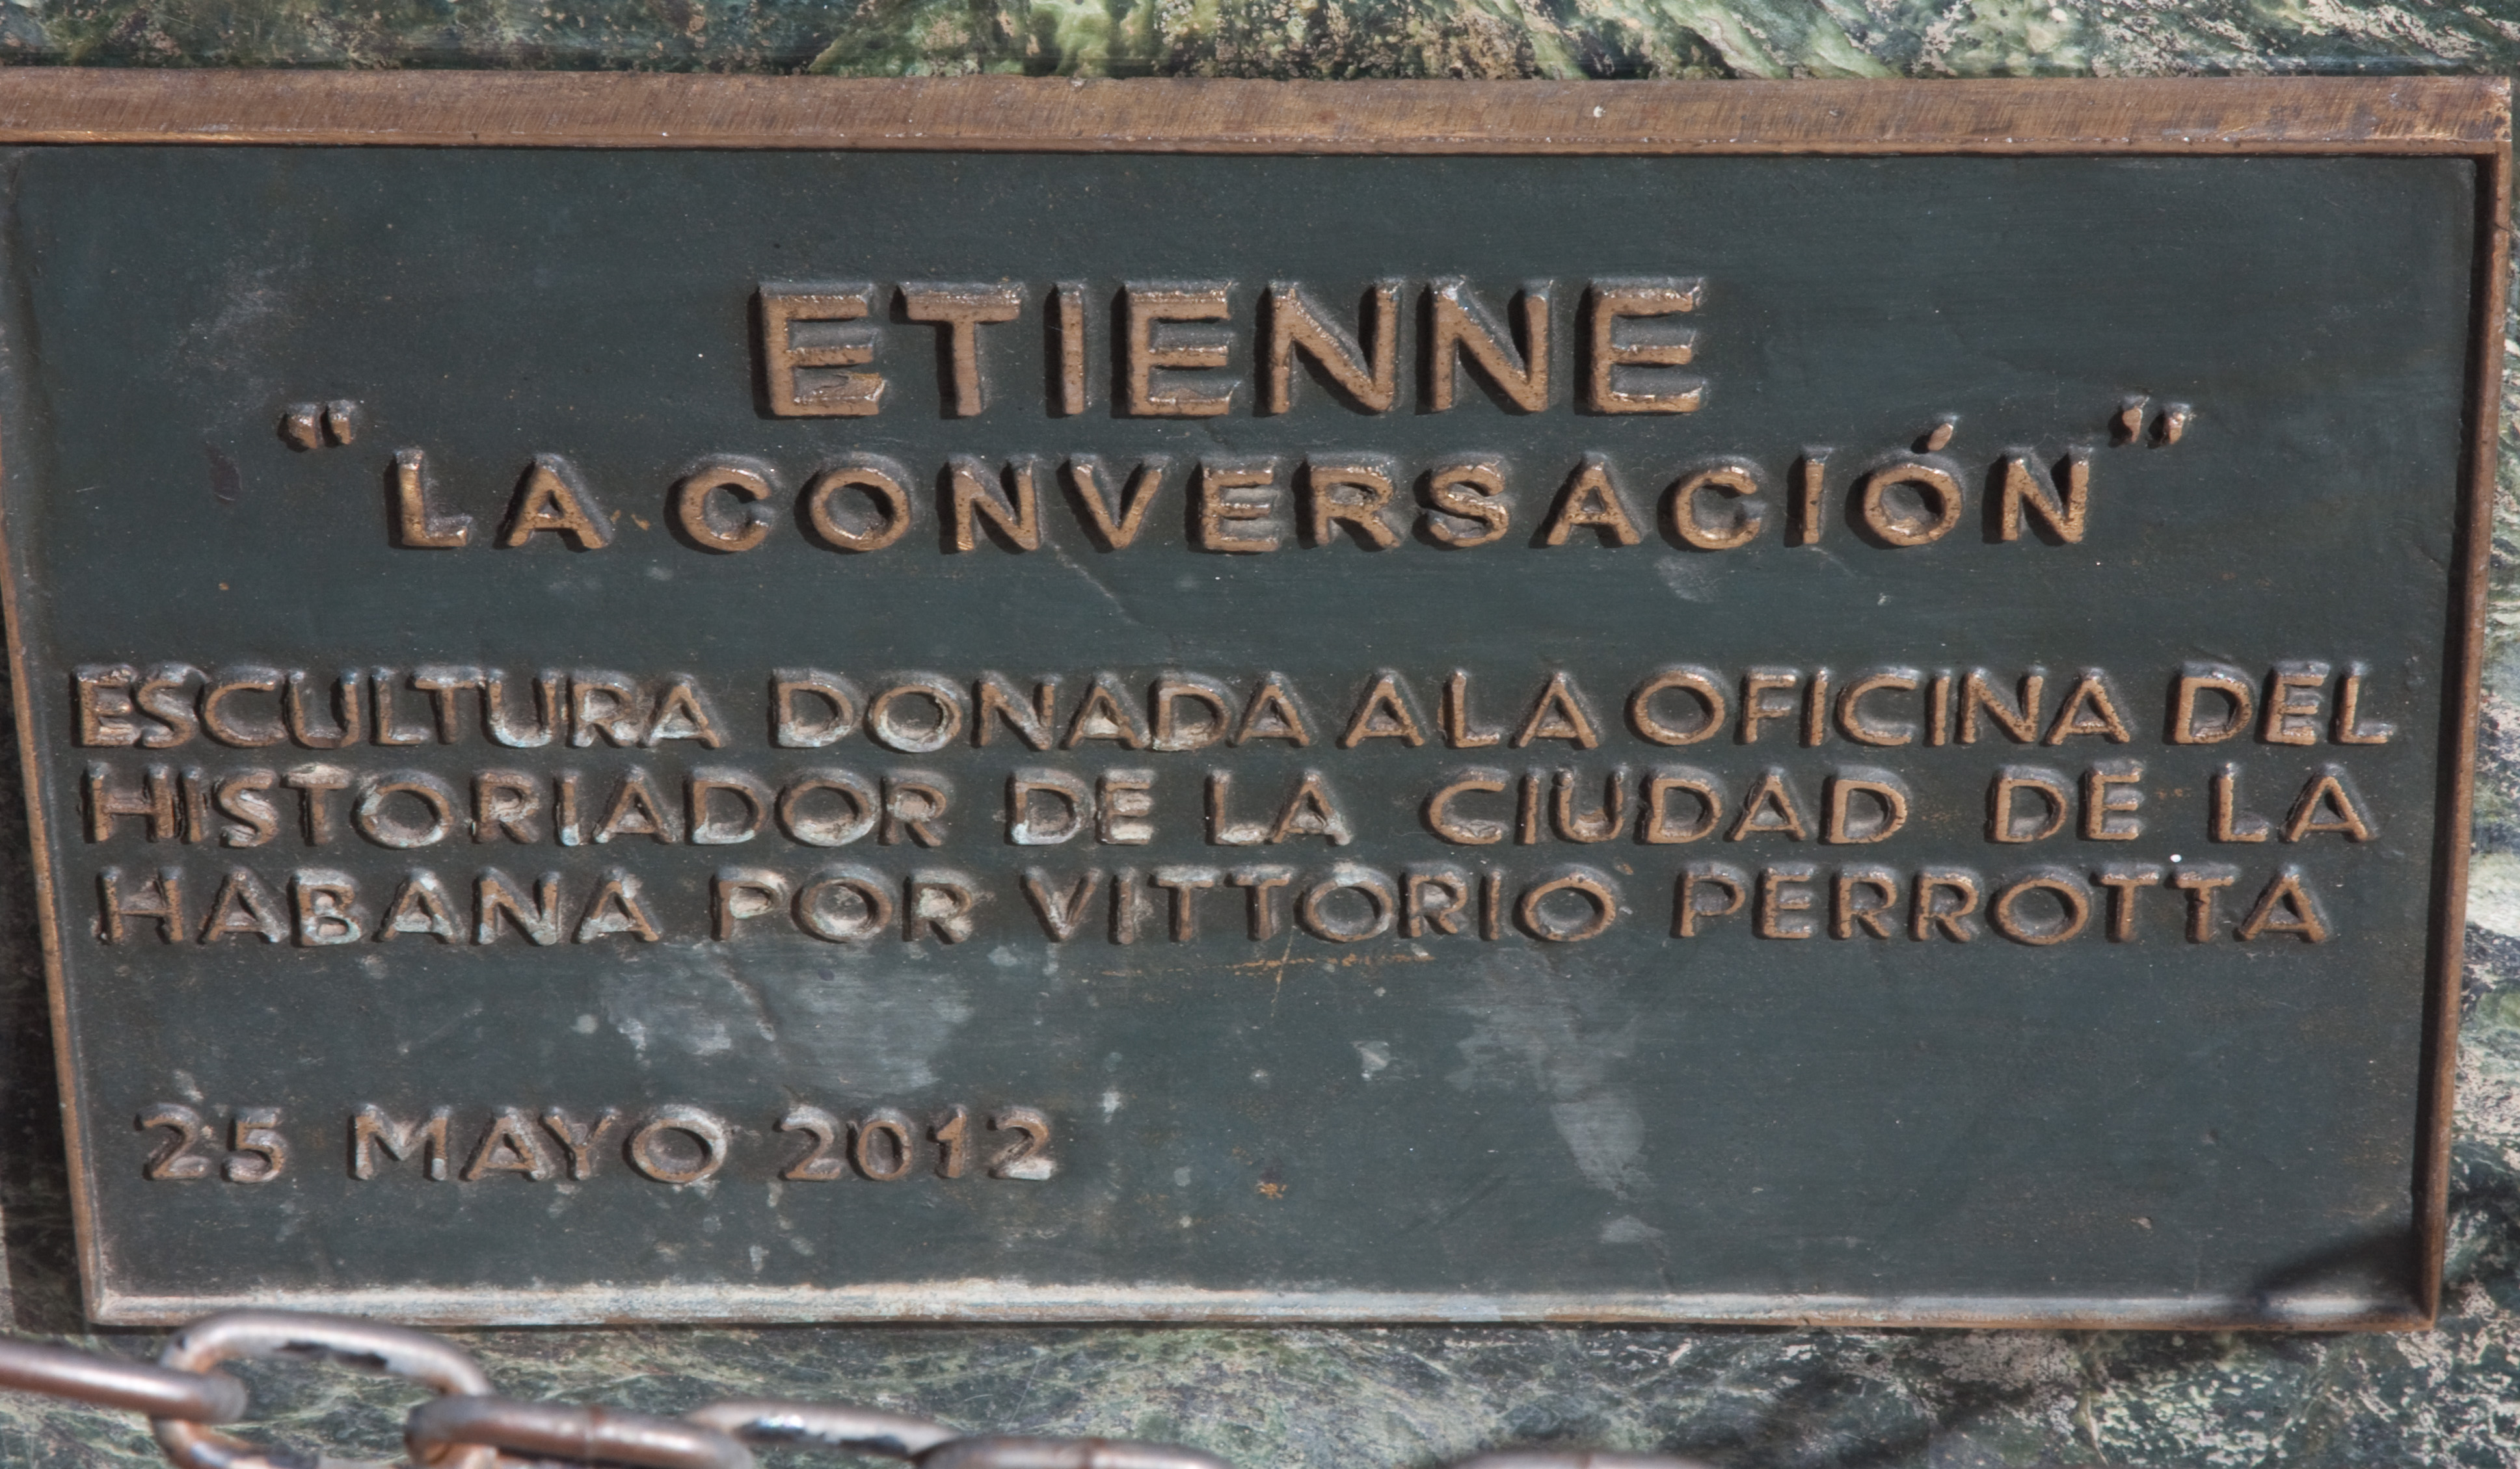 ETIENNE
"LA CONVERSACIÓN"
ESCULTURA DONADA A LA OFICINA DEL
HISTORIADOR DE LA CIUDAD DE LA
HABANA POR VITTORIO PERROTTA
25 MAYO 2012